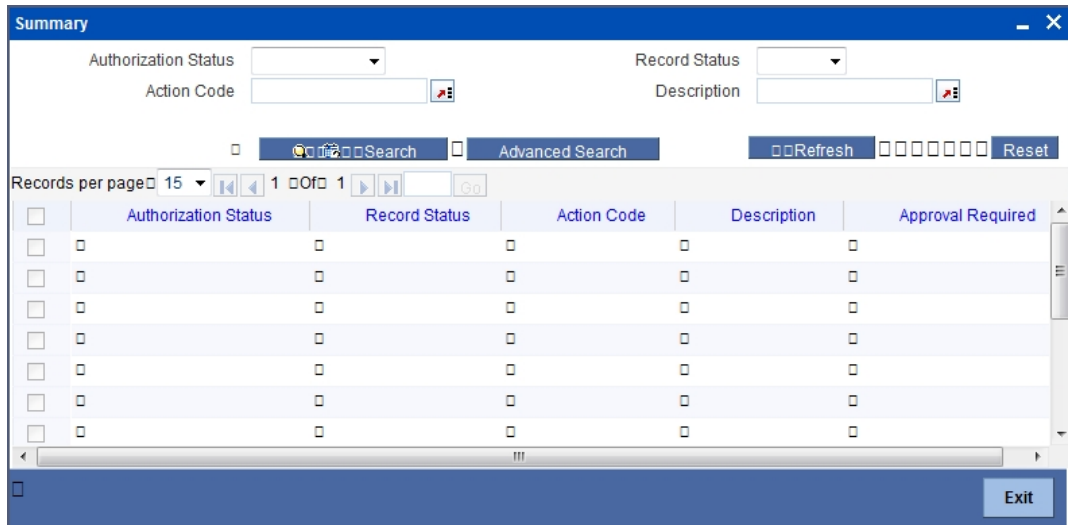 Summary
Authorization Status
Record Status
Action Code
Description
Search Advanced Search Refresh Reset
Records per page 15 1 Of 1 Go
Authorization Status Record Status Action Code Description Approval Required
Exit